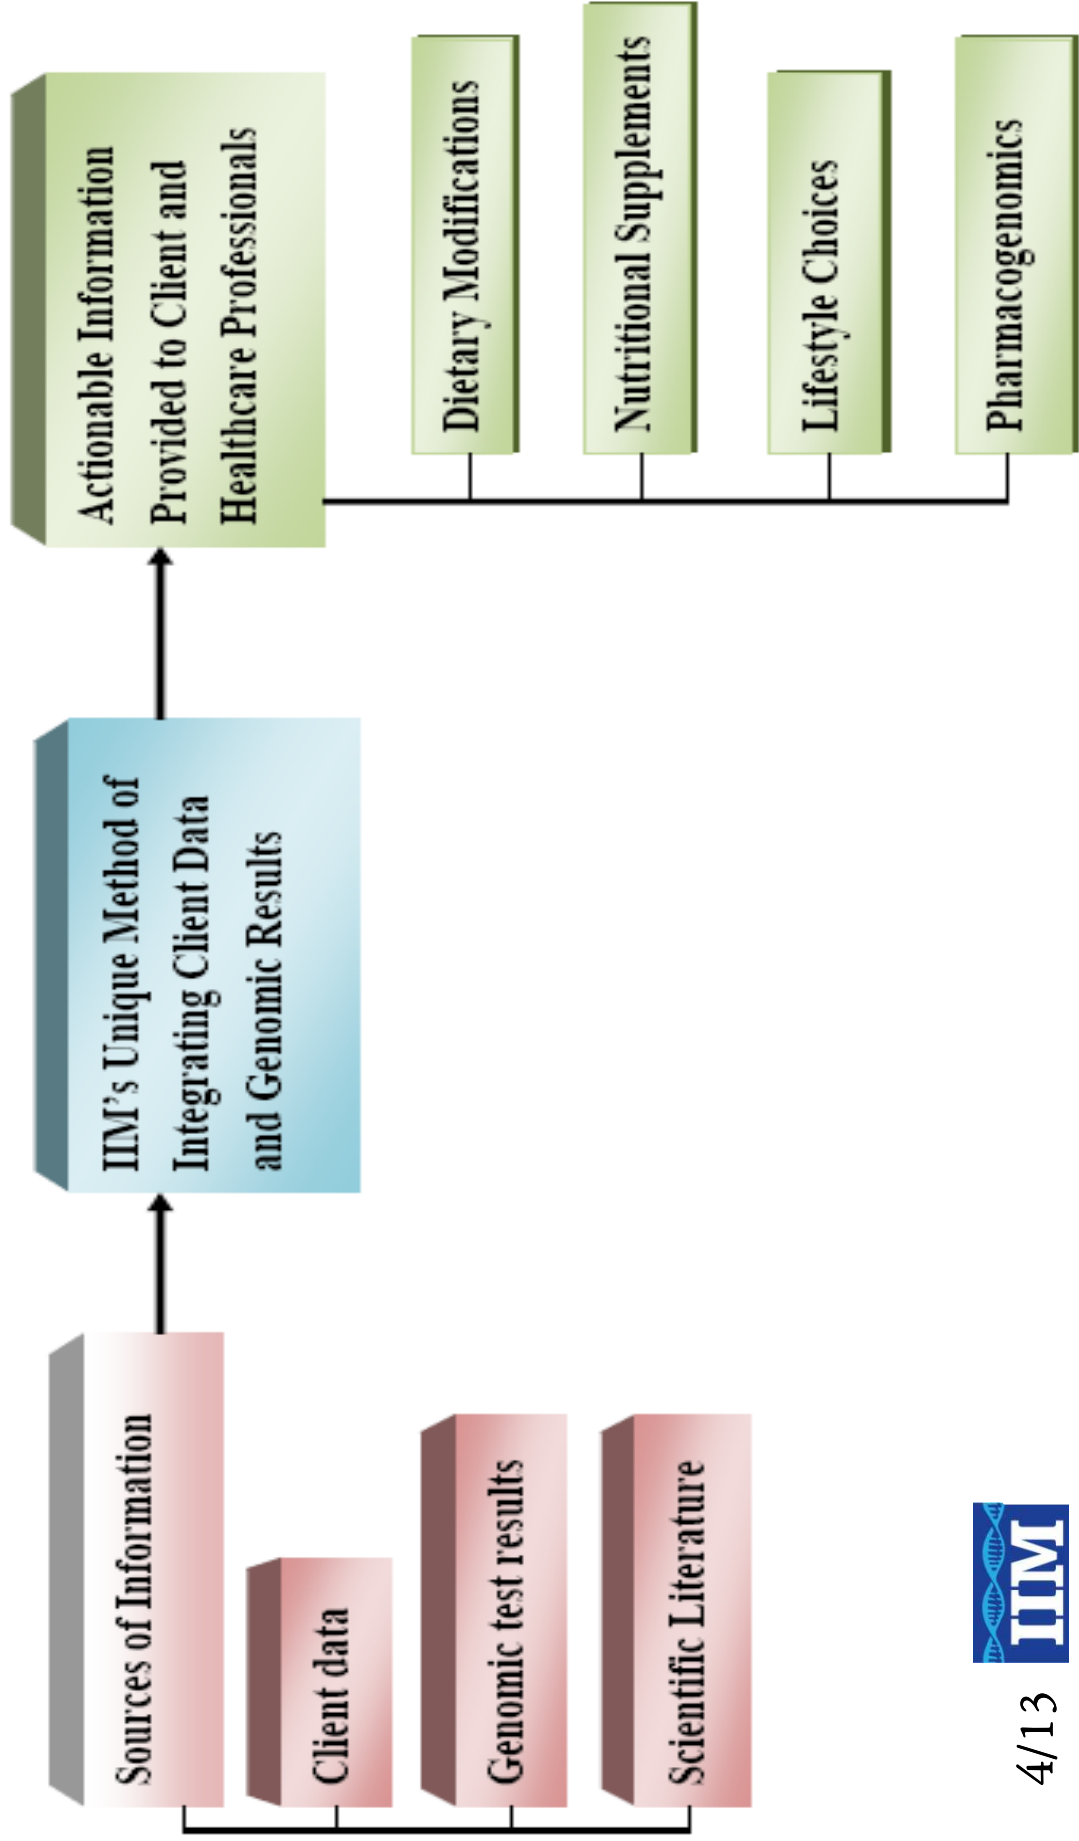 Sources of Information
Client data
Genomic test results
Scientific Literature
IIM's Unique Method of
Integrating Client Data
and Genomic Results
Actionable Information
Provided to Client and
Healthcare Professionals
Dietary Modifications
Nutritional Supplements
Lifestyle Choices
Pharmacogenomics
4/13
IIM